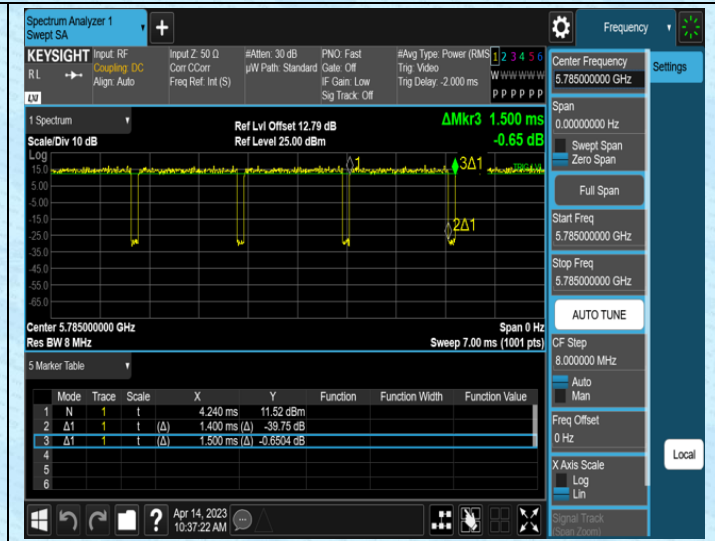 Spectrum Analyzer 1
Swept SA
+
Frequency
KEYSIGHT
Input: RF
Input Z: 50 Ω
#Atten: 30 dB
PNO: Fast
#Avg Type: Power (RMS
1 2 3 4 5 6
RL
Coupling: DC
Corr CCorr
µW Path: Standard
Gate: Off
Trig: Video
Align: Auto
Freq Ref: Int (S)
IF Gain: Low
Trig Delay: -2.000 ms
Sig Track: Off
P P P P P P
LXI
1 Spectrum
Ref Lvl Offset 12.79 dB
ΔMkr3 1.500 ms
Scale/Div 10 dB
Ref Level 25.00 dBm
-0.65 dB
Log
15.0
5.00
-5.00
-15.0
-25.0
-35.0
-45.0
-55.0
-65.0
1
3Δ1
2Δ1
Center 5.785000000 GHz
Span 0 Hz
Res BW 8 MHz
Sweep 7.00 ms (1001 pts)
5 Marker Table
Mode Trace Scale X Y Function Function Width Function Value
1 N 1 t 4.240 ms 11.52 dBm
2 Δ1 1 t (Δ) 1.400 ms (Δ) -39.75 dB
3 Δ1 1 t (Δ) 1.500 ms (Δ) -0.6504 dB
4
5
6
?
Apr 14, 2023
10:37:22 AM
Center Frequency
5.785000000 GHz
Span
0.00000000 Hz
Swept Span
Zero Span
Full Span
Start Freq
5.785000000 GHz
Stop Freq
5.785000000 GHz
AUTO TUNE
CF Step
8.000000 MHz
Auto
Man
Freq Offset
0 Hz
X Axis Scale
Log
Lin
Signal Track
(Span Zoom)
Settings
Local